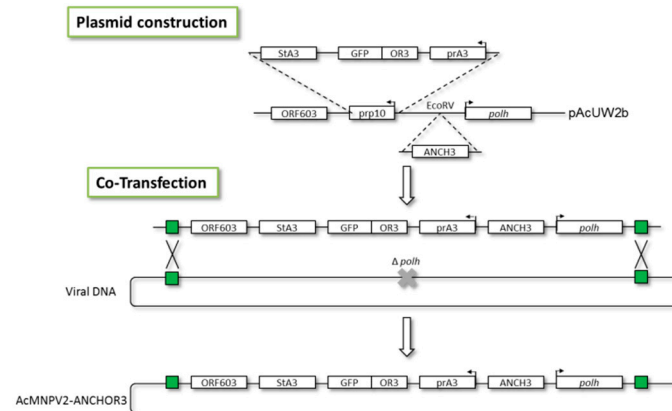 Plasmid construction
StA3 GFP OR3 prA3
ORF603 prp10 EcoRV polh pAcUW2b
ANCH3
Co-Transfection
ORF603 StA3 GFP OR3 prA3 ANCH3 polh
Δ polh
Viral DNA
AcMNPV2-ANCHOR3 ORF603 StA3 GFP OR3 prA3 ANCH3 polh